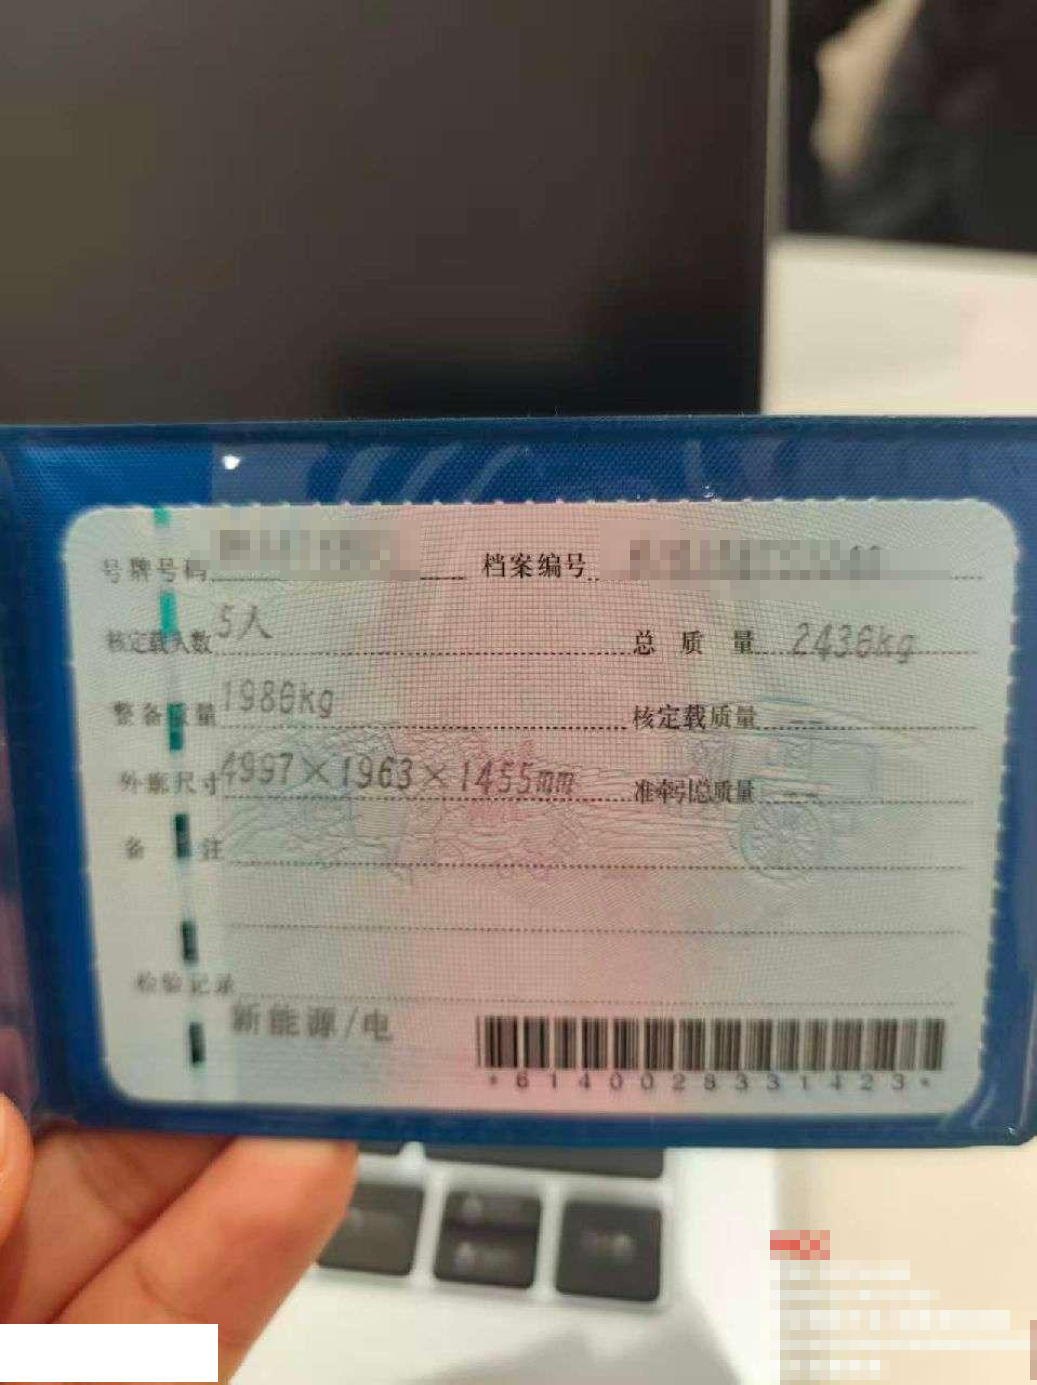 号牌号码 档案编号
核定载人数 5人 总质量 2436kg
整备质量 1980kg 核定载质量 --
外廓尺寸 4997×1963×1455mm 准牵引总质量 --
备注
检验记录
新能源/电
*6140028331423*